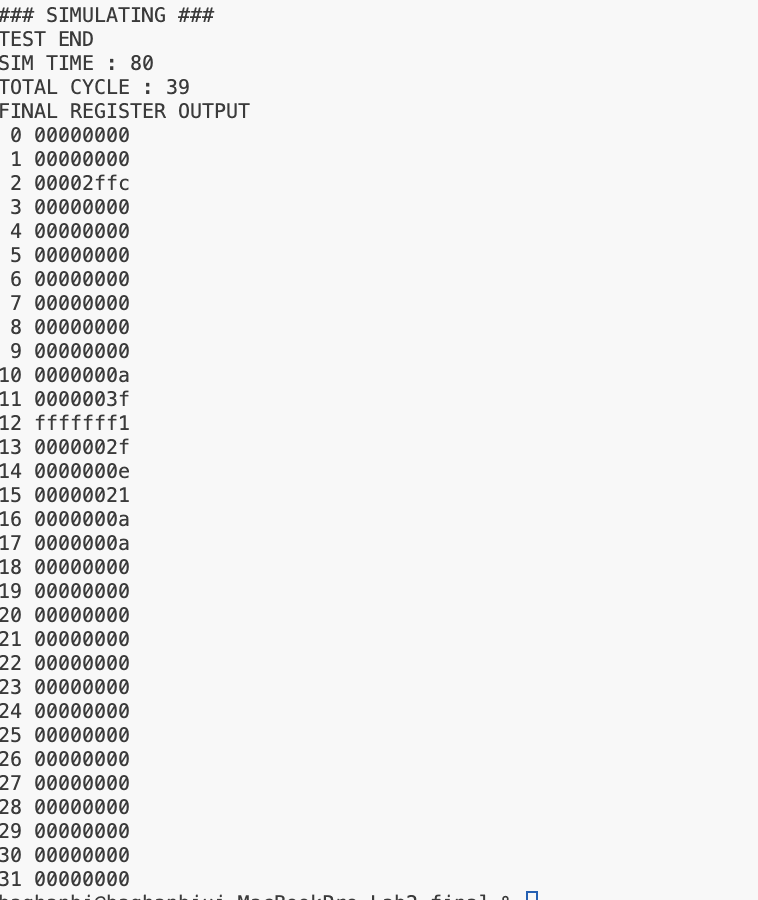 ### SIMULATING ###
TEST END
SIM TIME : 80
TOTAL CYCLE : 39
FINAL REGISTER OUTPUT
0 00000000
1 00000000
2 00002ffc
3 00000000
4 00000000
5 00000000
6 00000000
7 00000000
8 00000000
9 00000000
10 0000000a
11 0000003f
12 fffffff1
13 0000002f
14 0000000e
15 00000021
16 0000000a
17 0000000a
18 00000000
19 00000000
20 00000000
21 00000000
22 00000000
23 00000000
24 00000000
25 00000000
26 00000000
27 00000000
28 00000000
29 00000000
30 00000000
31 00000000